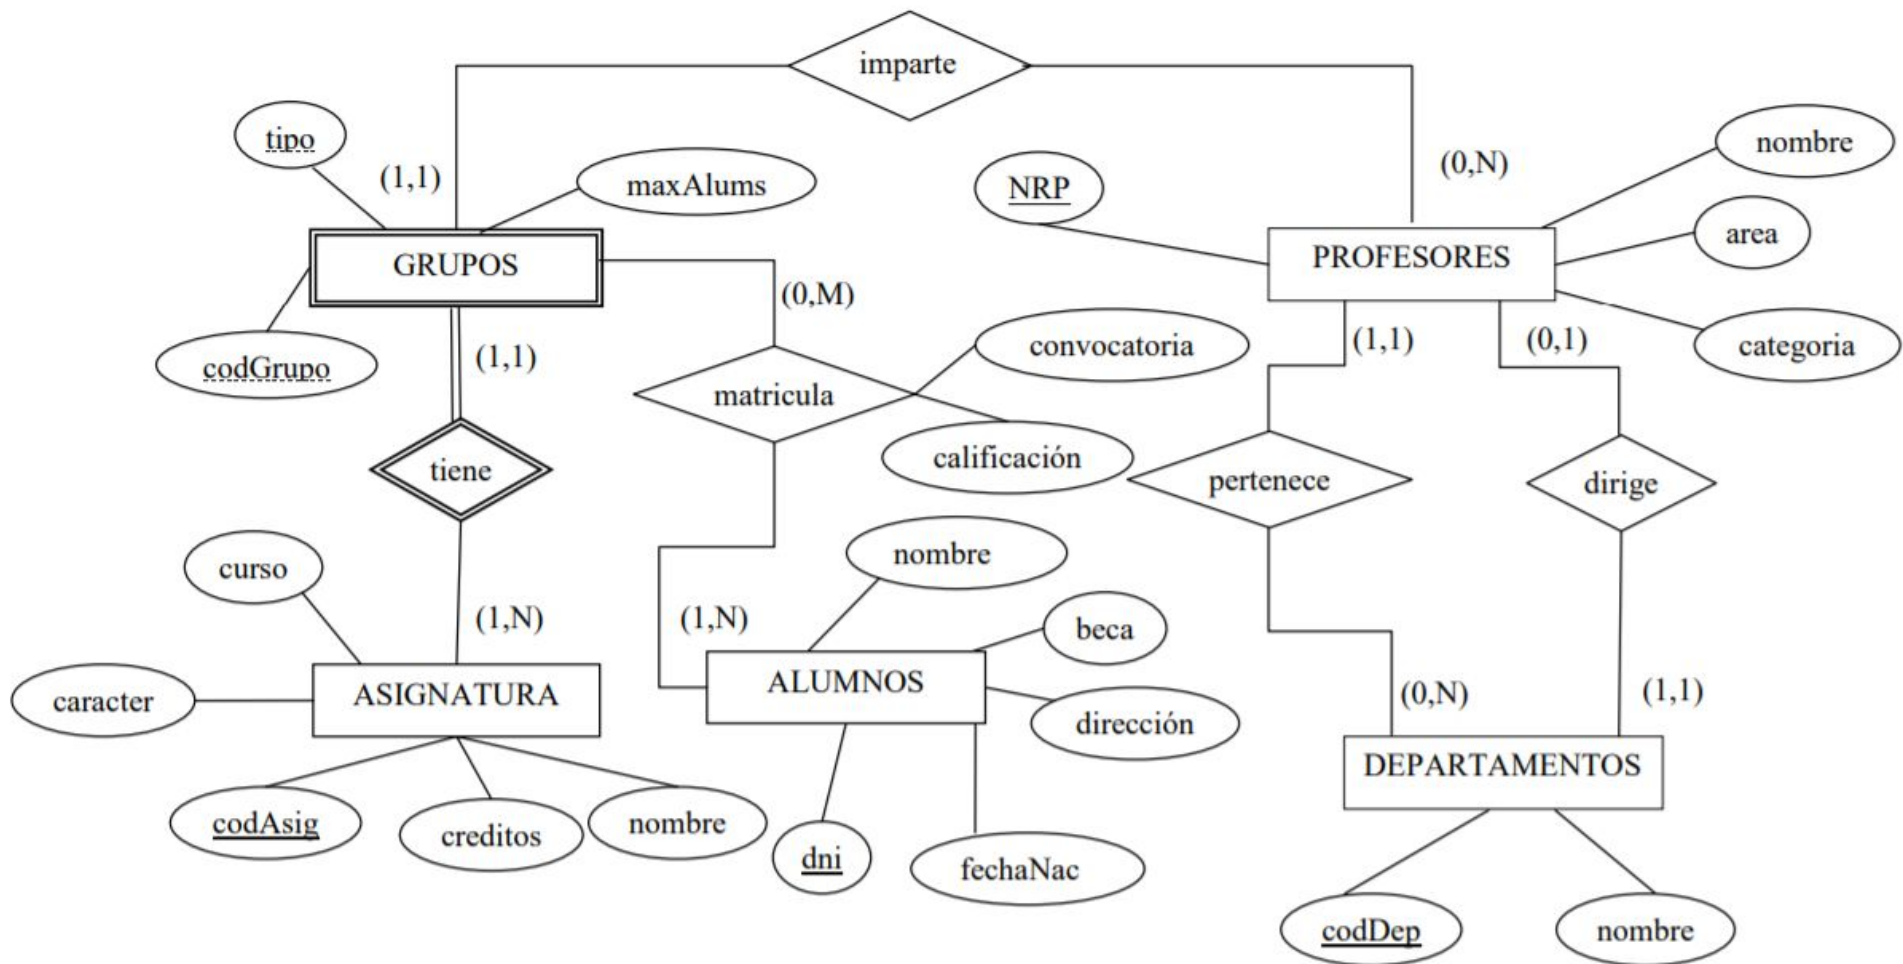 imparte
tipo
(1,1)
maxAlums
NRP
(0,N)
nombre
area
GRUPOS
PROFESORES
(0,M)
codGrupo
(1,1)
convocatoria
(1,1)
(0,1)
categoria
matricula
calificación
tiene
pertenece
dirige
curso
nombre
(1,N)
(1,N)
beca
caracter
ASIGNATURA
ALUMNOS
dirección
(0,N)
(1,1)
DEPARTAMENTOS
codAsig
creditos
nombre
dni
fechaNac
codDep
nombre